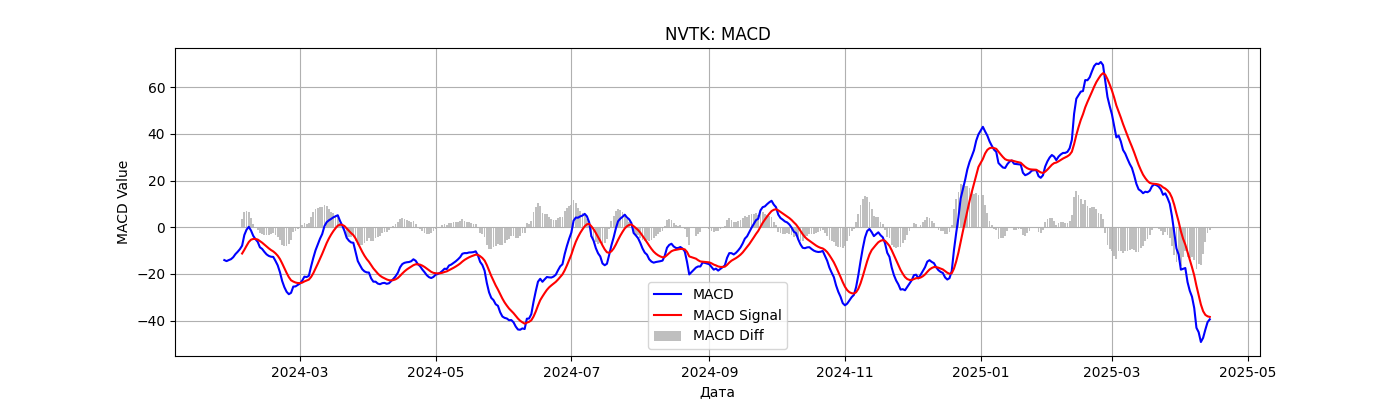 NVTK: MACD
MACD Value
60
40
20
0
−20
−40
MACD
MACD Signal
MACD Diff
2024-03
2024-05
2024-07
2024-09
2024-11
2025-01
2025-03
2025-05
Дата